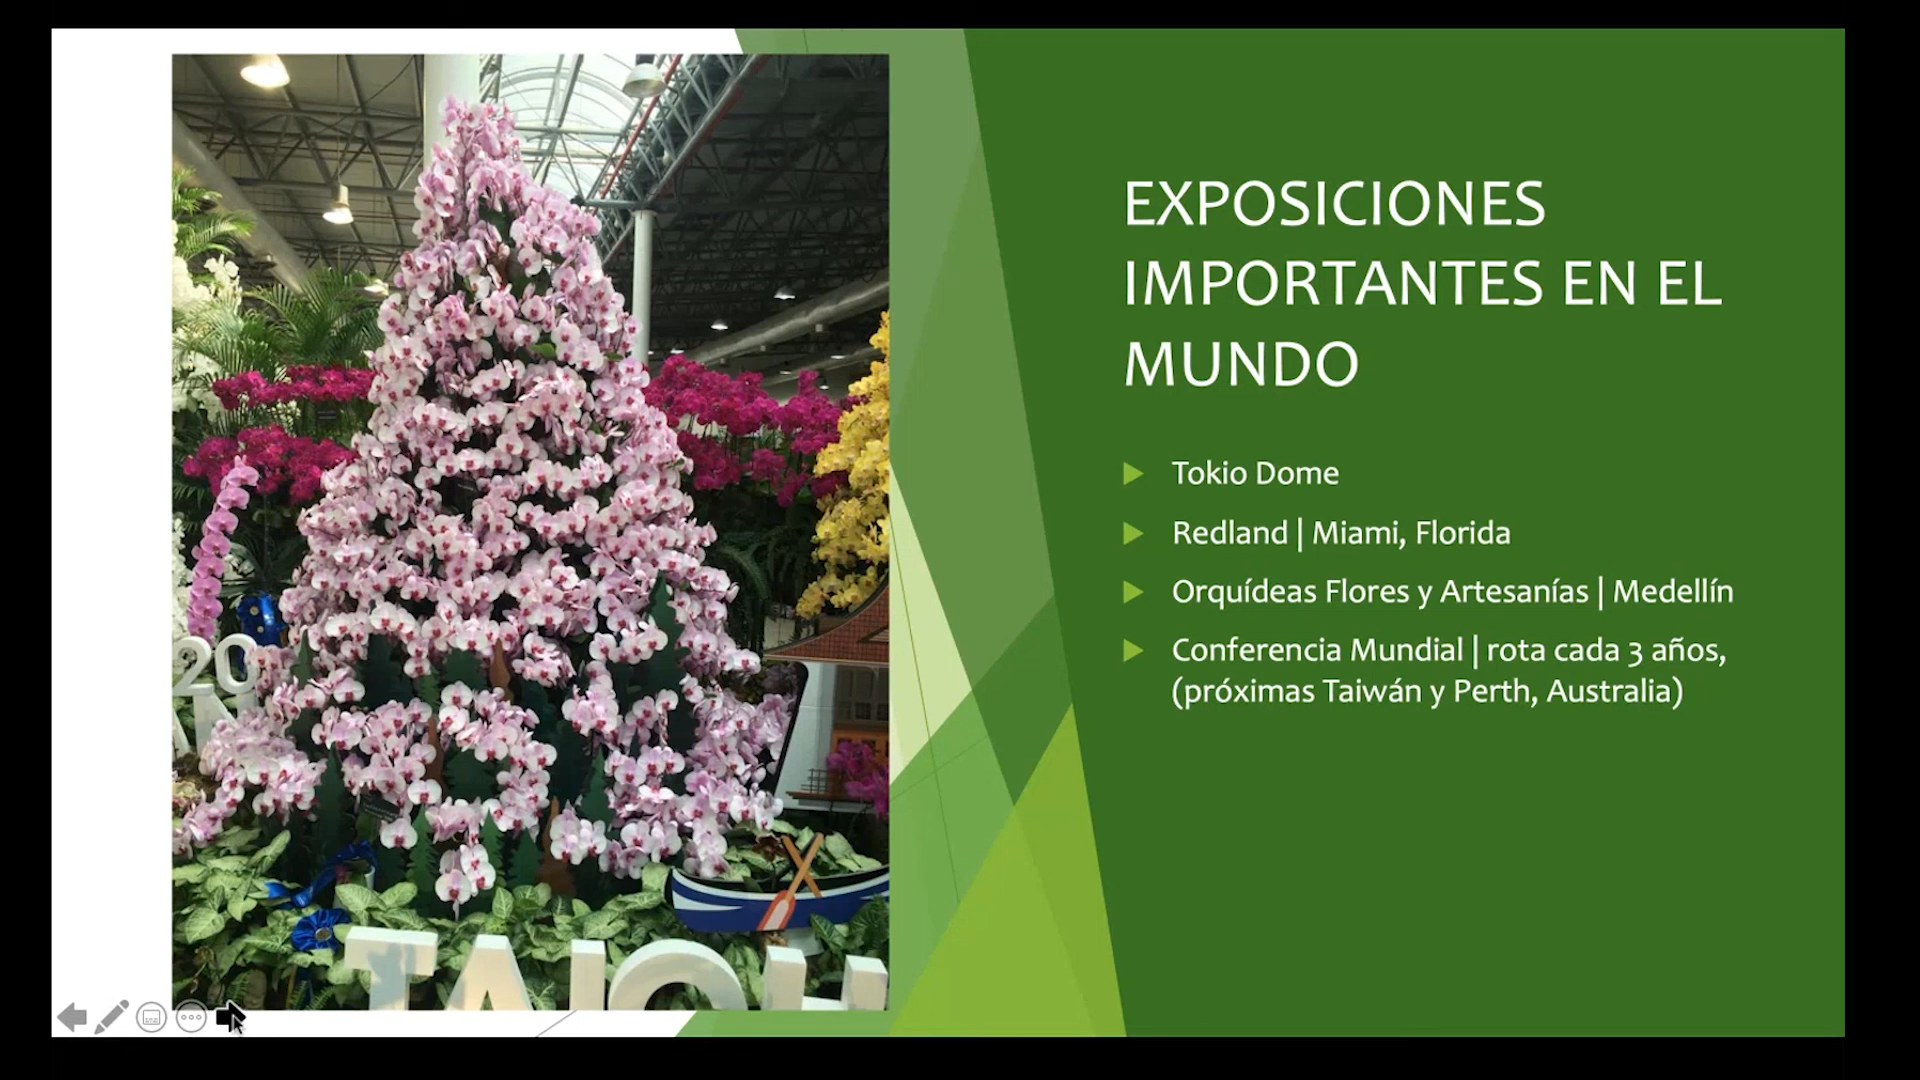 EXPOSICIONES
IMPORTANTES EN EL
MUNDO
Tokio Dome
Redland | Miami, Florida
Orquídeas Flores y Artesanías | Medellín
Conferencia Mundial | rota cada 3 años,
(próximas Taiwán y Perth, Australia)
20